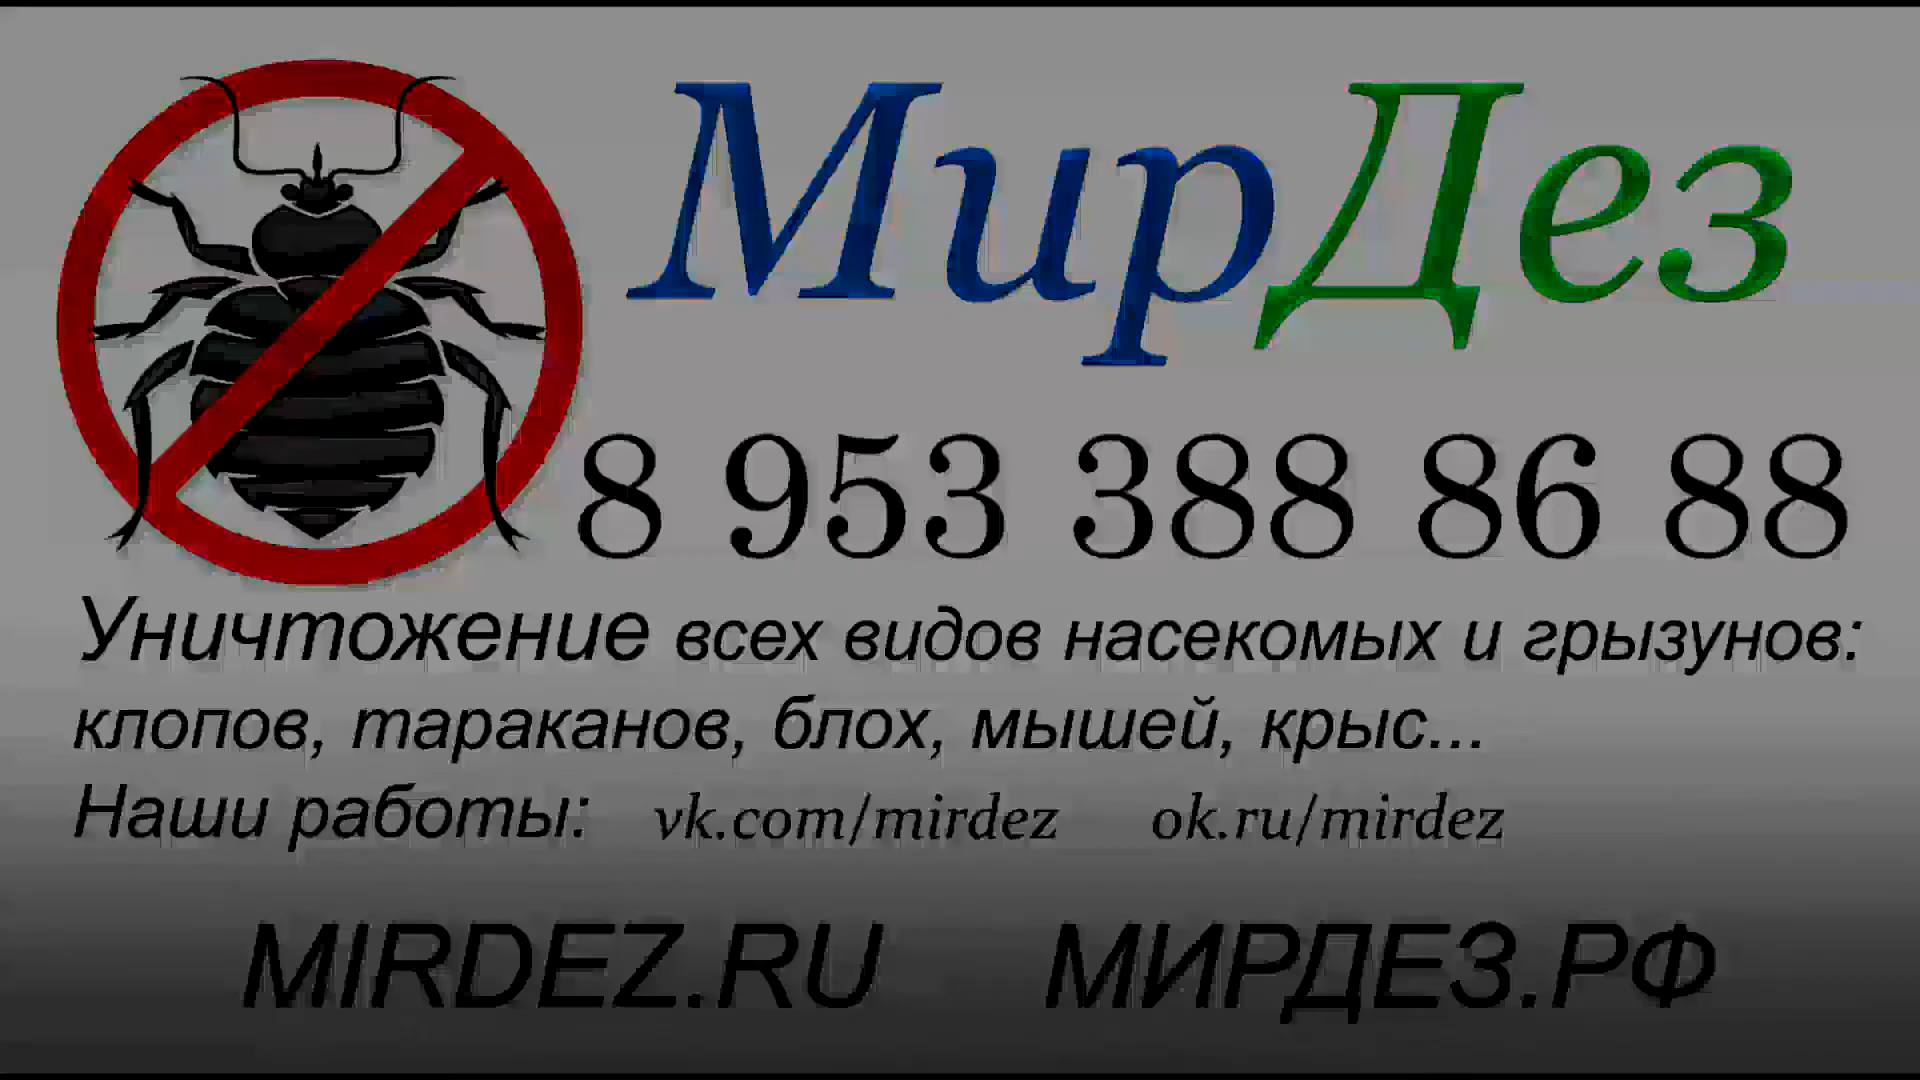 МирДез
8 953 388 86 88
Уничтожение всех видов насекомых и грызунов:
клопов, тараканов, блох, мышей, крыс...
Наши работы: vk.com/mirdez ok.ru/mirdez
MIRDEZ.RU МИРДЕЗ.РФ